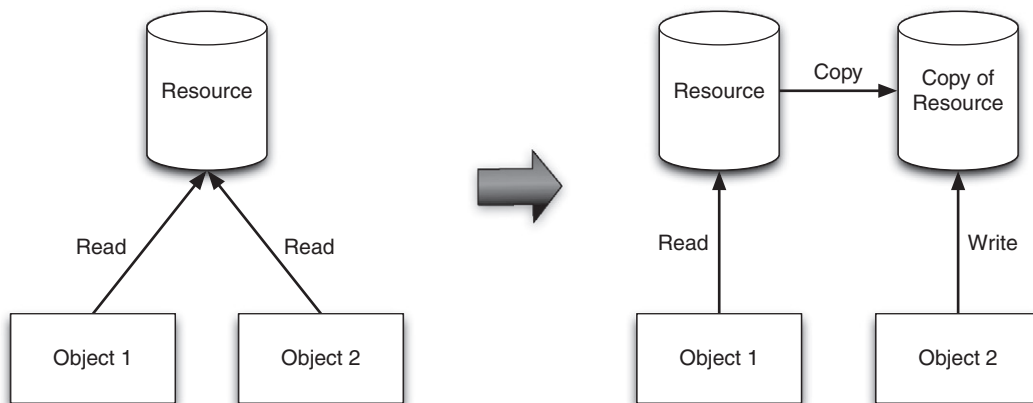 Resource
Read
Read
Object 1
Object 2
Resource
Copy
Copy of
Resource
Read
Write
Object 1
Object 2